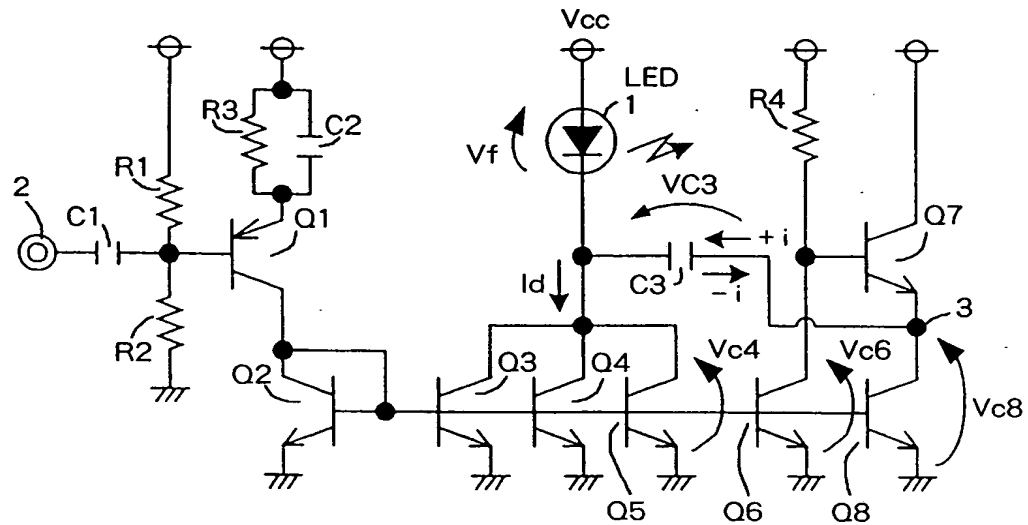 Vcc
LED
1
R3
C2
R4
Vf
VC3
R1
2
C1
Q1
Q7
+ i
Id
C3
- i
3
R2
Vc4
Vc6
Q2
Q3
Q4
Vc8
Q5
Q6
Q8